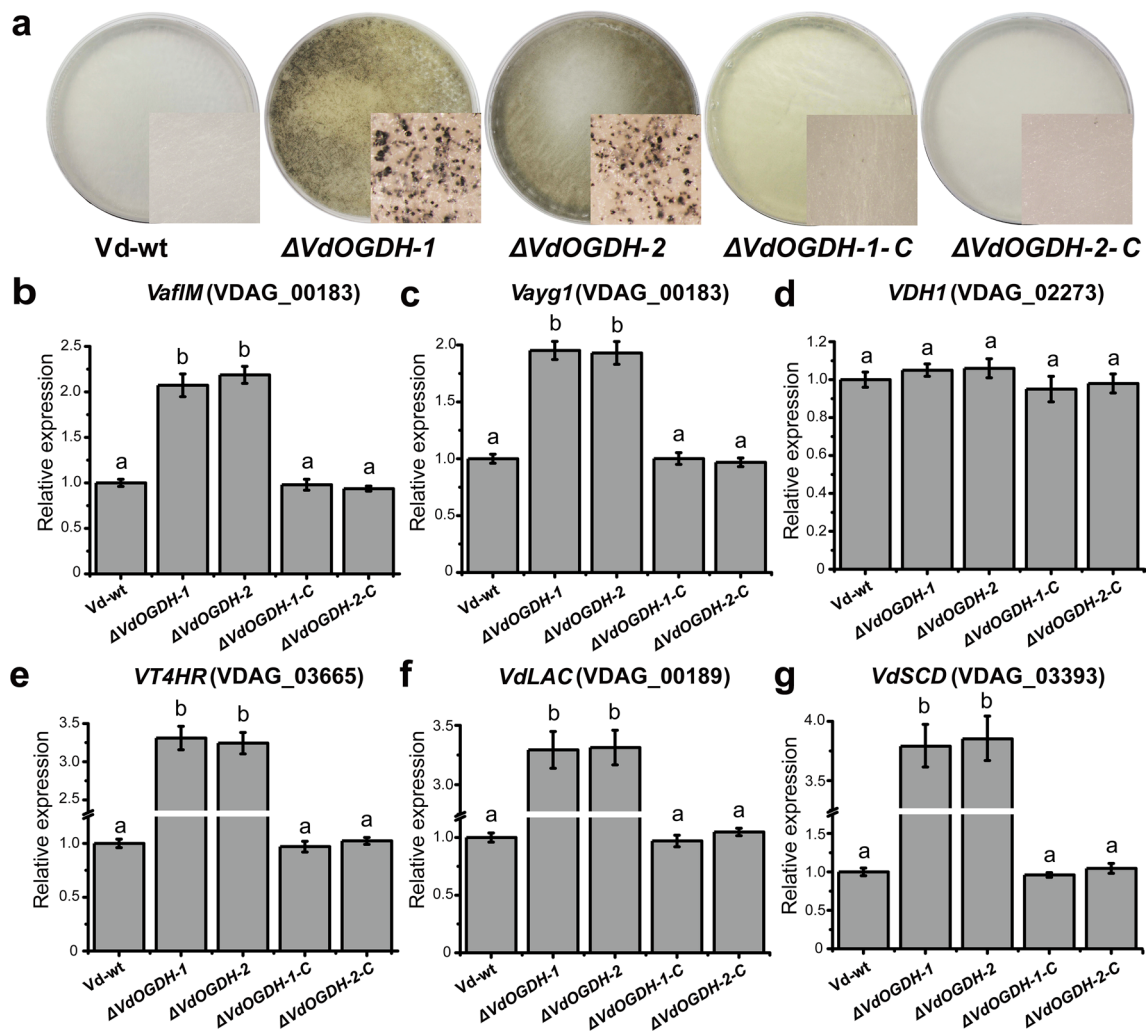 a
Vd-wt
ΔVdOGDH-1
ΔVdOGDH-2
ΔVdOGDH-1-C
ΔVdOGDH-2-C
b
VaflM (VDAG_00183)
Relative expression
2.5
2.0
1.5
1.0
0.5
0
a
b
b
a
a
Vd-wt
ΔVdOGDH-1
ΔVdOGDH-2
ΔVdOGDH-1-C
ΔVdOGDH-2-C
c
Vayg1 (VDAG_00183)
Relative expression
2.0
1.5
1.0
0.5
0
a
b
b
a
a
Vd-wt
ΔVdOGDH-1
ΔVdOGDH-2
ΔVdOGDH-1-C
ΔVdOGDH-2-C
d
VDH1 (VDAG_02273)
Relative expression
1.2
1.0
0.8
0.6
0.4
0.2
0
a
a
a
a
a
Vd-wt
ΔVdOGDH-1
ΔVdOGDH-2
ΔVdOGDH-1-C
ΔVdOGDH-2-C
e
VT4HR (VDAG_03665)
Relative expression
3.5
3.3
3.5
3.3
1.0
0.5
0
a
b
b
a
a
Vd-wt
ΔVdOGDH-1
ΔVdOGDH-2
ΔVdOGDH-1-C
ΔVdOGDH-2-C
f
VdLAC (VDAG_00189)
Relative expression
3.5
3.3
1.0
0.5
0
a
b
b
a
a
Vd-wt
ΔVdOGDH-1
ΔVdOGDH-2
ΔVdOGDH-1-C
ΔVdOGDH-2-C
g
VdSCD (VDAG_03393)
Relative expression
4.0
3.75
1.5
1.0
0.5
0
a
b
b
a
a
Vd-wt
ΔVdOGDH-1
ΔVdOGDH-2
ΔVdOGDH-1-C
ΔVdOGDH-2-C